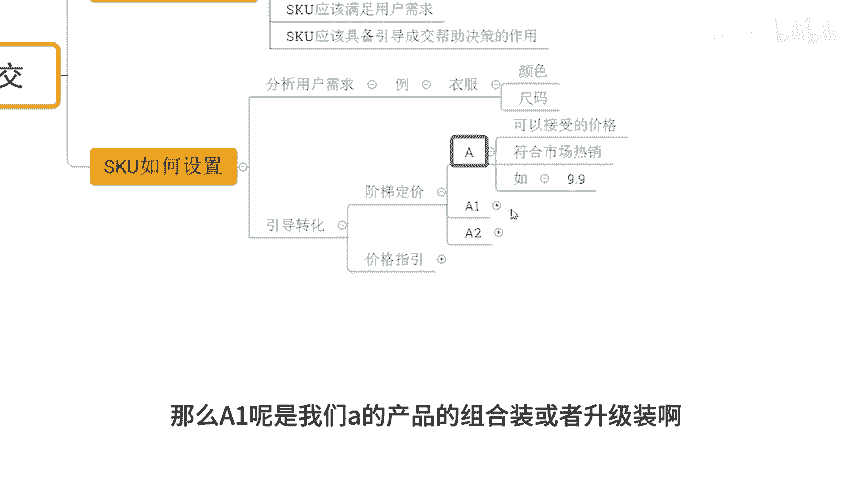 SKU应该满足用户需求
SKU应该具备引导成交帮助决策的作用
交
分析用户需求
例
衣服
颜色
尺码
SKU如何设置
引导转化
阶梯定价
A
可以接受的价格
符合市场热销
如
9.9
A1
A2
价格指引
那么A1呢是我们a的产品的组合装或者升级装啊